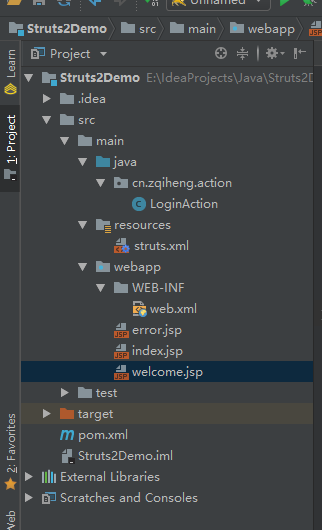 Unnamed
Struts2Demo src main webapp
Project
Struts2Demo E:\IdeaProjects\Java\Struts2
.idea
src
main
java
cn.zqiheng.action
LoginAction
resources
struts.xml
webapp
WEB-INF
web.xml
error.jsp
index.jsp
welcome.jsp
test
target
pom.xml
Struts2Demo.iml
External Libraries
Scratches and Consoles
Learn
1: Project
2: Favorites
Web